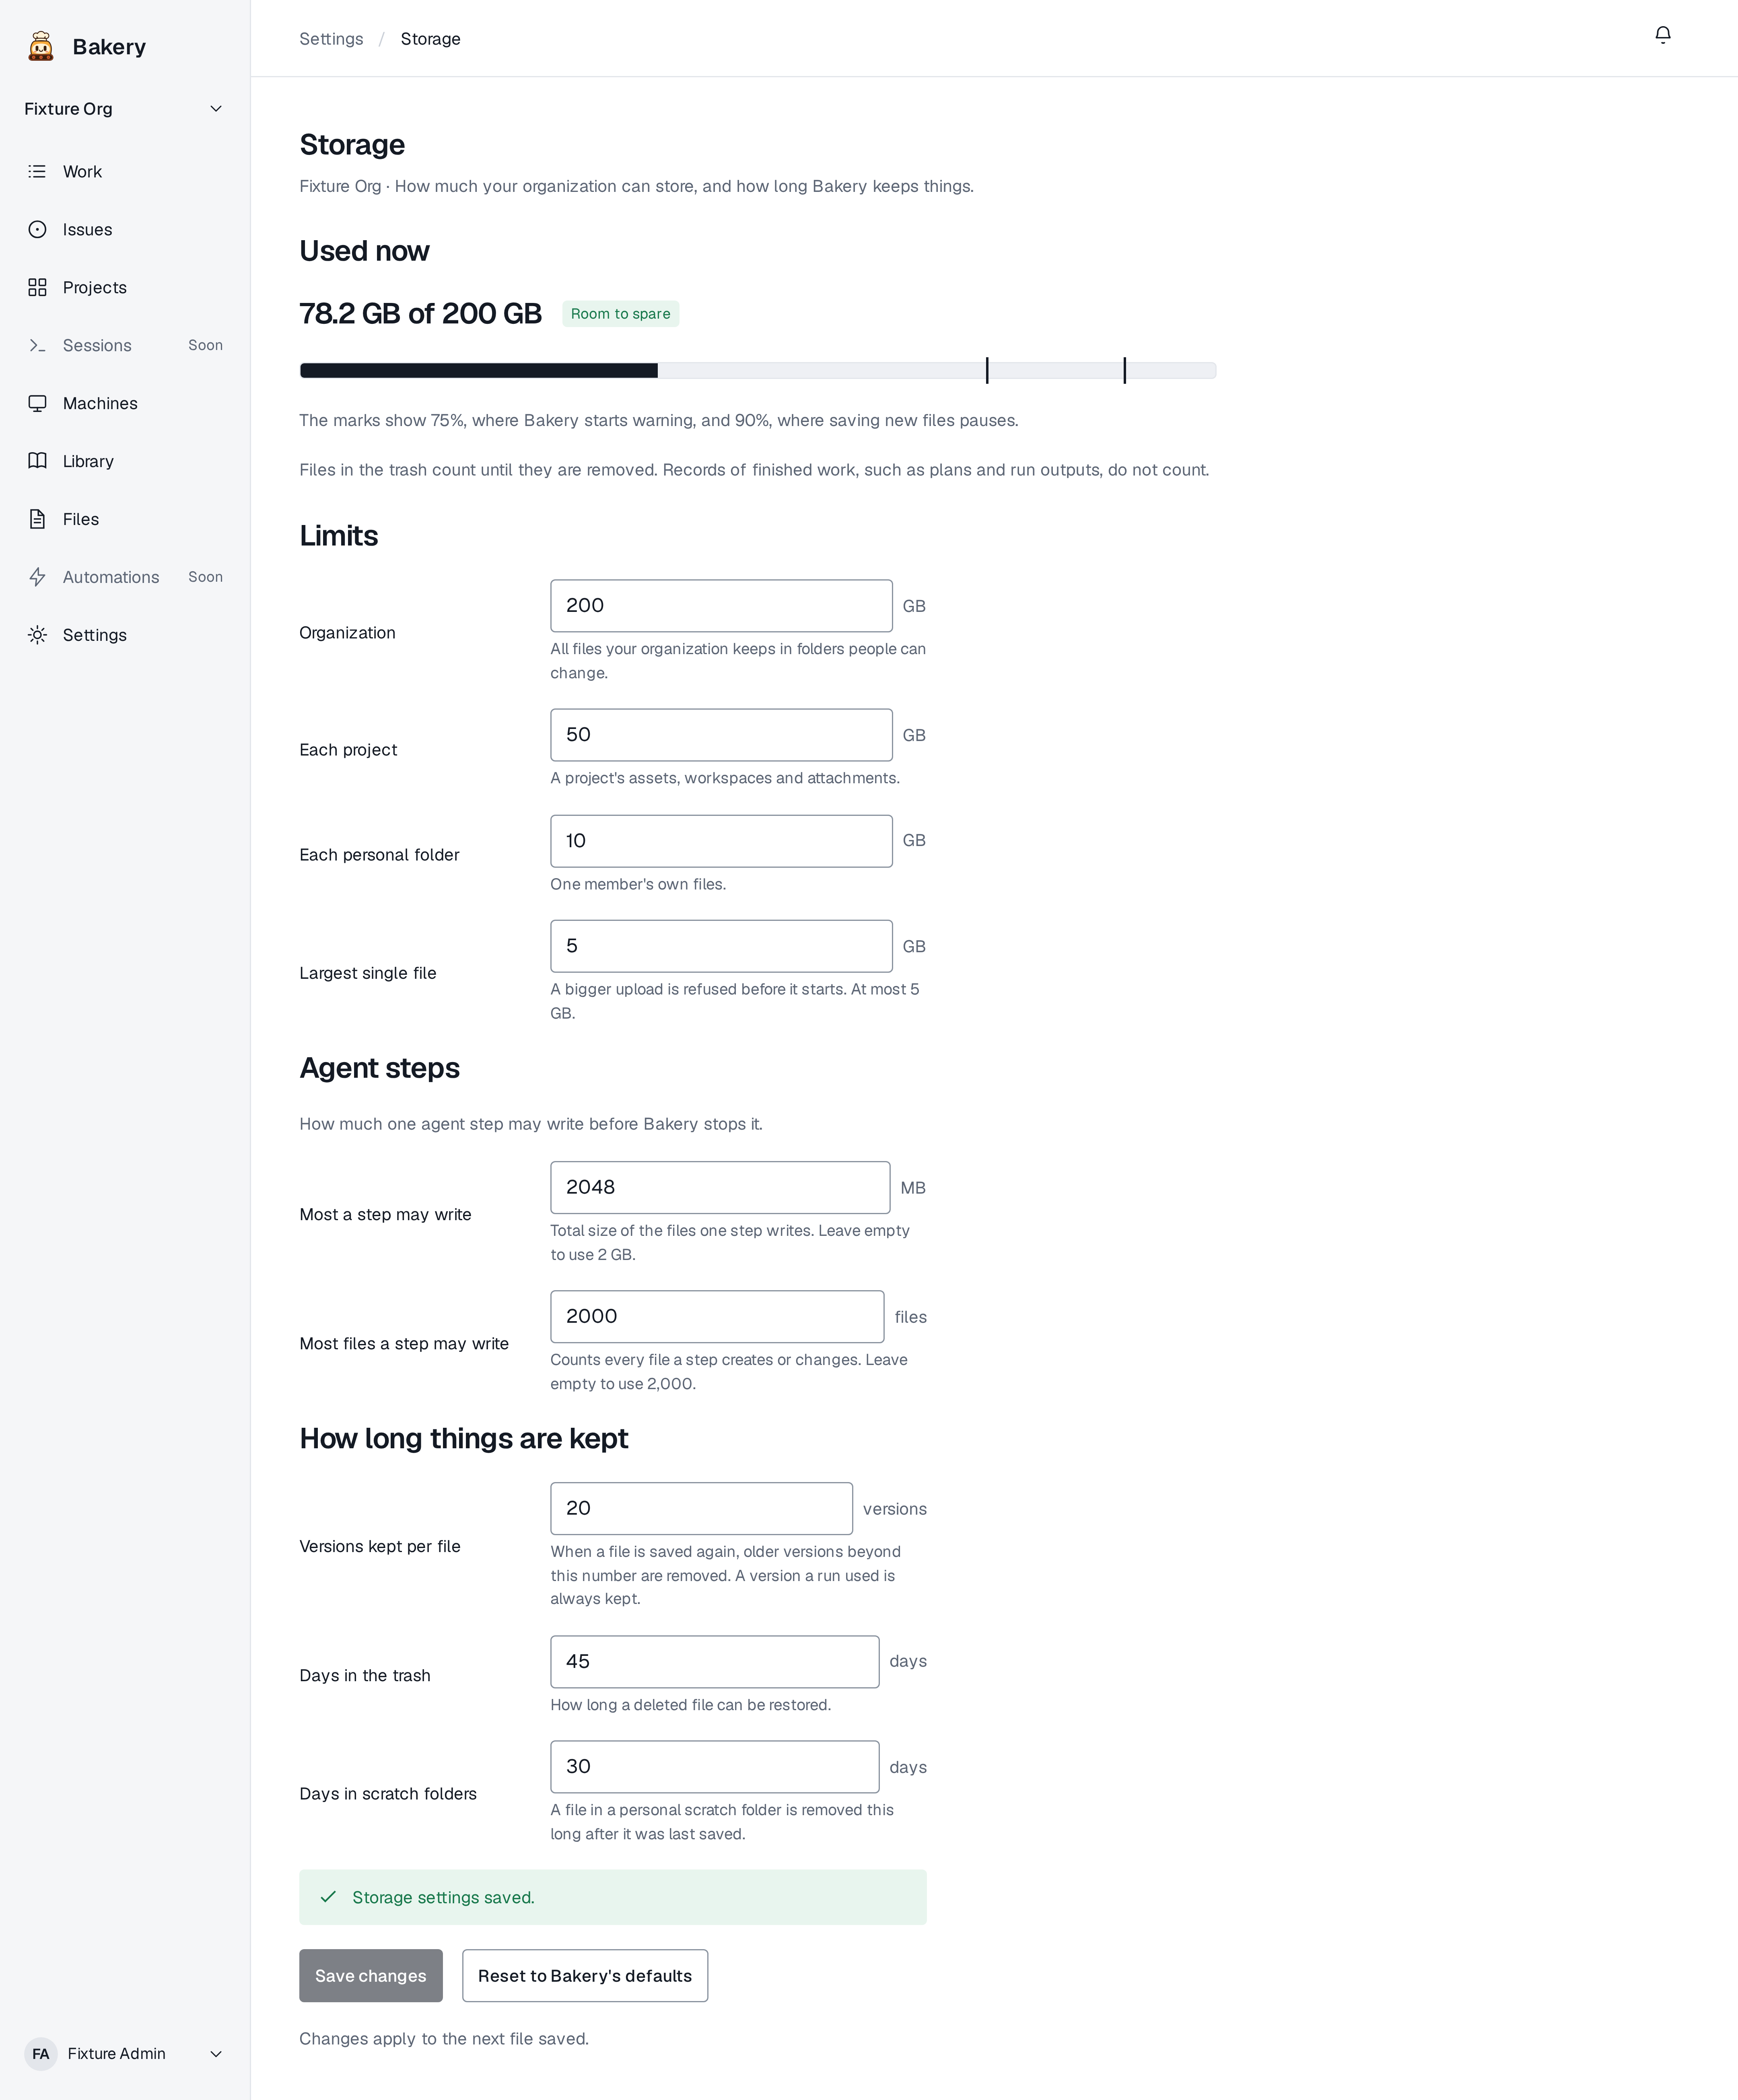 Bakery
Fixture Org
Work
Issues
Projects
Sessions Soon
Machines
Library
Files
Automations Soon
Settings
FA Fixture Admin
Settings / Storage
Storage
Fixture Org · How much your organization can store, and how long Bakery keeps things.
Used now
78.2 GB of 200 GB Room to spare
The marks show 75%, where Bakery starts warning, and 90%, where saving new files pauses.
Files in the trash count until they are removed. Records of finished work, such as plans and run outputs, do not count.
Limits
Organization
200 GB
All files your organization keeps in folders people can
change.
Each project
50 GB
A project's assets, workspaces and attachments.
Each personal folder
10 GB
One member's own files.
Largest single file
5 GB
A bigger upload is refused before it starts. At most 5
GB.
Agent steps
How much one agent step may write before Bakery stops it.
Most a step may write
2048 MB
Total size of the files one step writes. Leave empty
to use 2 GB.
Most files a step may write
2000 files
Counts every file a step creates or changes. Leave
empty to use 2,000.
How long things are kept
Versions kept per file
20 versions
When a file is saved again, older versions beyond
this number are removed. A version a run used is
always kept.
Days in the trash
45 days
How long a deleted file can be restored.
Days in scratch folders
30 days
A file in a personal scratch folder is removed this
long after it was last saved.
Storage settings saved.
Save changes Reset to Bakery's defaults
Changes apply to the next file saved.